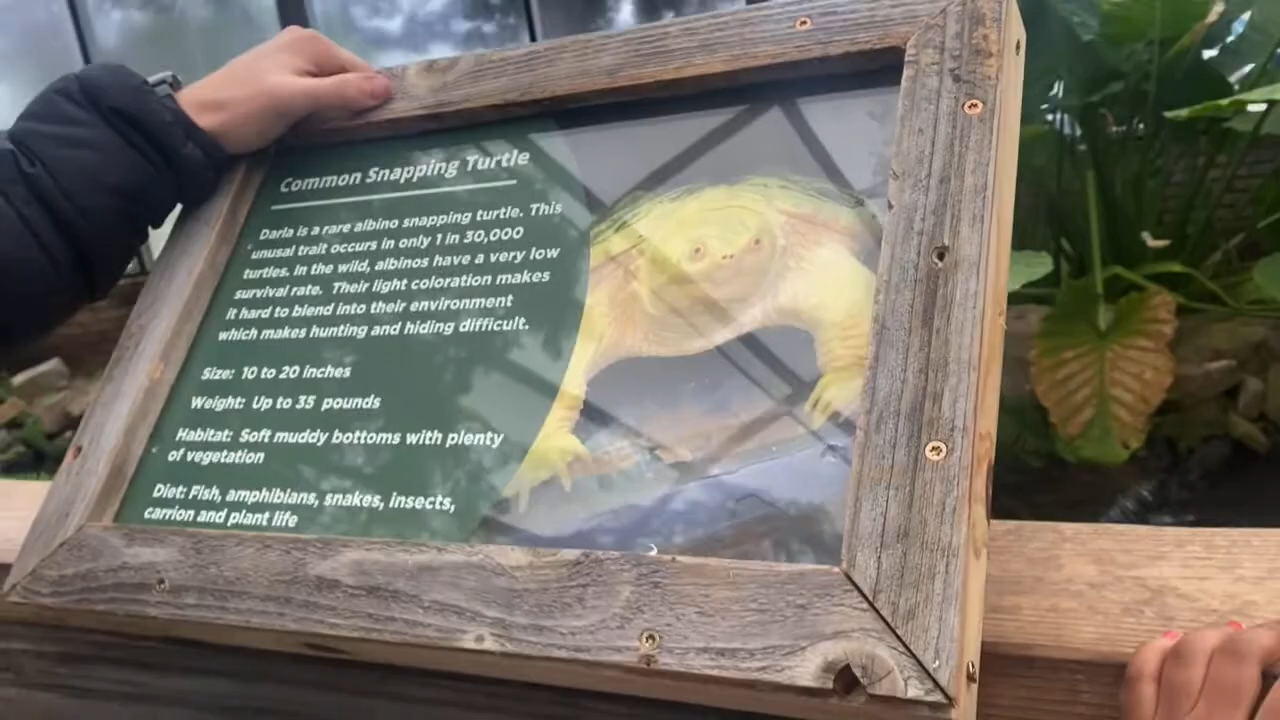 Common Snapping Turtle
Darla is a rare albino snapping turtle. This
unusual trait occurs in only 1 in 30,000
turtles. In the wild, albinos have a very low
survival rate. Their light coloration makes
it hard to blend into their environment
which makes hunting and hiding difficult.
Size: 10 to 20 inches
Weight: Up to 35 pounds
Habitat: Soft muddy bottoms with plenty
of vegetation
Diet: Fish, amphibians, snakes, insects,
carrion and plant life